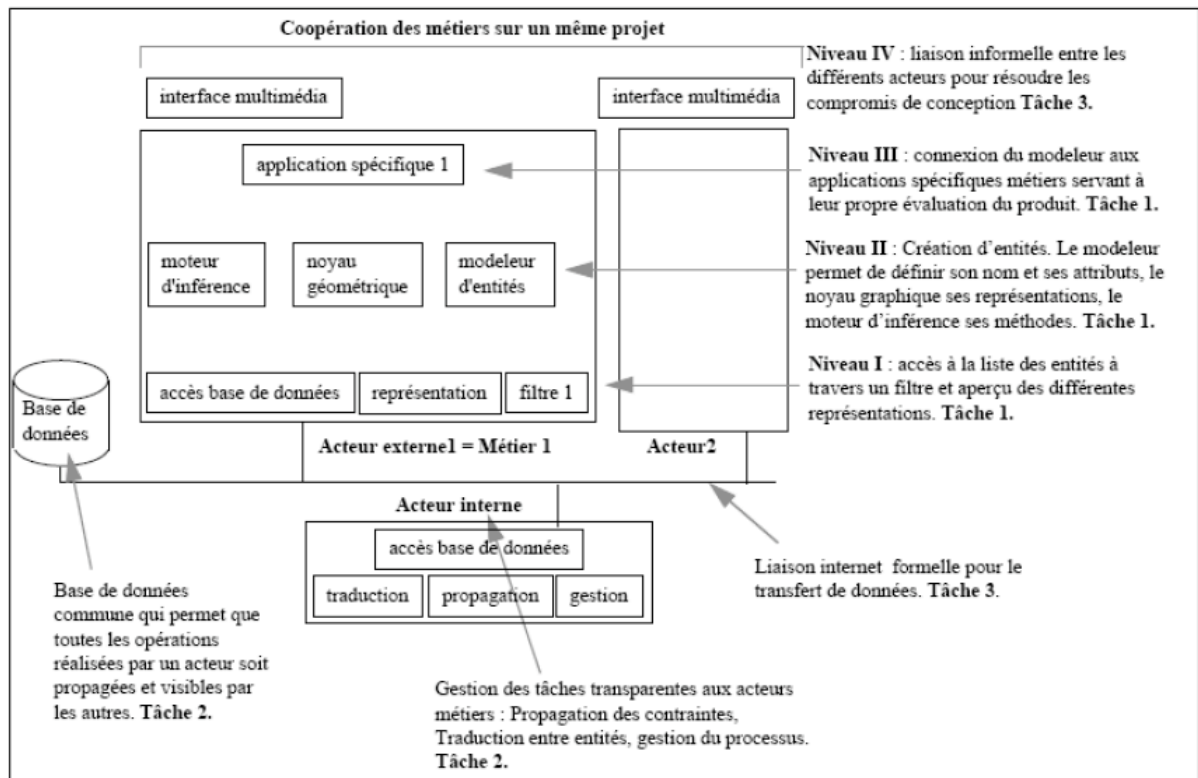 Coopération des métiers sur un même projet
interface multimédia
interface multimédia
Niveau IV : liaison informelle entre les
différents acteurs pour résoudre les
compromis de conception Tâche 3.
application spécifique 1
Niveau III : connexion du modeleur aux
applications spécifiques métiers servant à
leur propre évaluation du produit. Tâche 1.
moteur
d'inférence
noyau
géométrique
modeleur
d'entités
Niveau II : Création d'entités. Le modeleur
permet de définir son nom et ses attributs, le
noyau graphique ses représentations, le
moteur d'inférence ses méthodes. Tâche 1.
accès base de données
représentation
filtre 1
Niveau I : accès à la liste des entités à
travers un filtre et aperçu des différentes
représentations. Tâche 1.
Base de
données
Acteur externe1 = Métier 1
Acteur2
Acteur interne
accès base de données
traduction
propagation
gestion
Liaison internet formelle pour le
transfert de données. Tâche 3.
Base de données
commune qui permet que
toutes les opérations
réalisées par un acteur soit
propagées et visibles par
les autres. Tâche 2.
Gestion des tâches transparentes aux acteurs
métiers : Propagation des contraintes,
Traduction entre entités, gestion du processus.
Tâche 2.